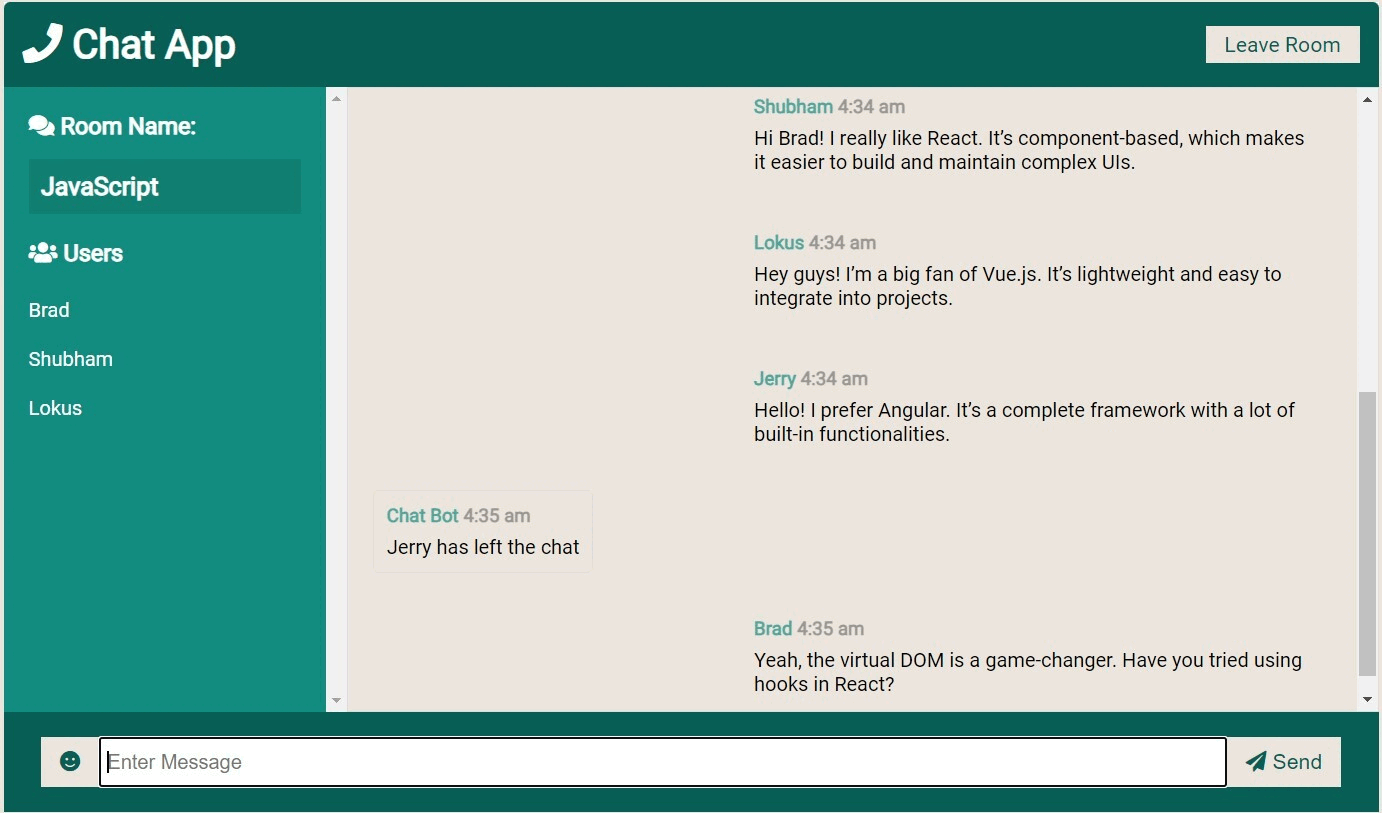 Chat App
Leave Room
Room Name:
JavaScript
Users
Brad
Shubham
Lokus
Shubham 4:34 am
Hi Brad! I really like React. It’s component-based, which makes
it easier to build and maintain complex UIs.
Lokus 4:34 am
Hey guys! I’m a big fan of Vue.js. It’s lightweight and easy to
integrate into projects.
Jerry 4:34 am
Hello! I prefer Angular. It’s a complete framework with a lot of
built-in functionalities.
Chat Bot 4:35 am
Jerry has left the chat
Brad 4:35 am
Yeah, the virtual DOM is a game-changer. Have you tried using
hooks in React?
Enter Message
Send